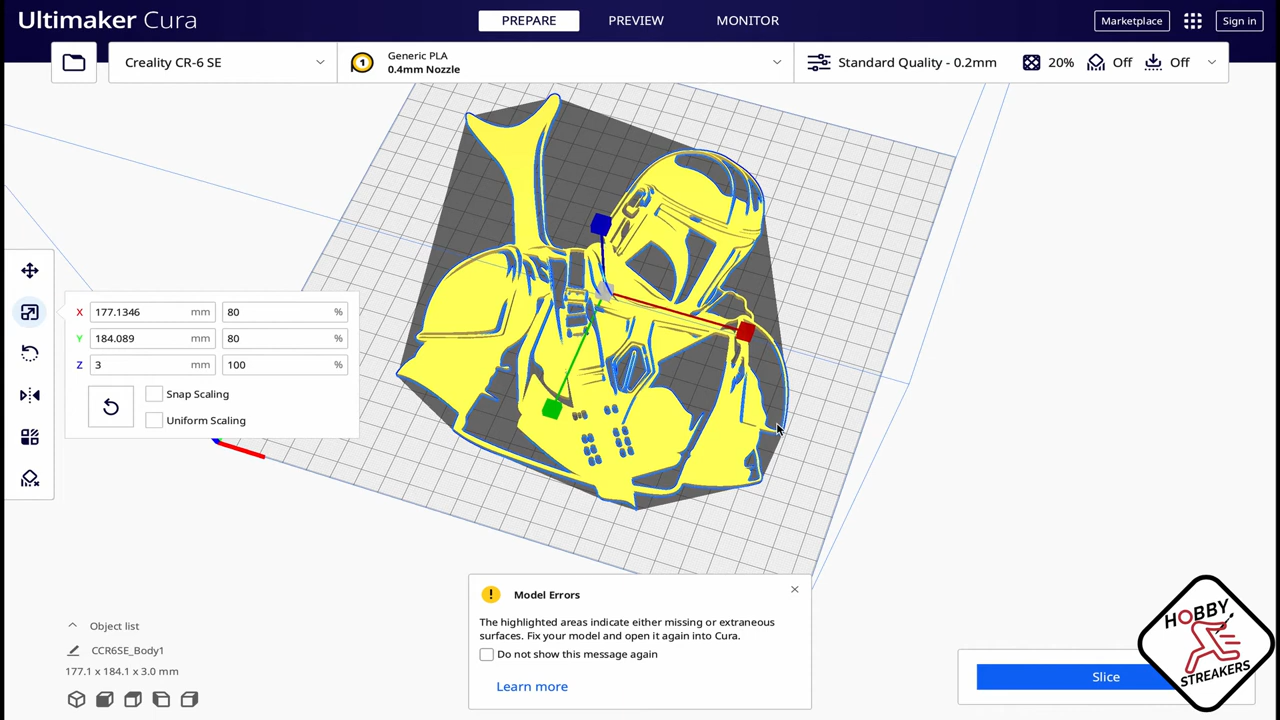 Ultimaker Cura
PREPARE
PREVIEW
MONITOR
Marketplace
Sign in
Creality CR-6 SE
1
Generic PLA
0.4mm Nozzle
Standard Quality - 0.2mm
20%
Off
Off
X 177.1346 mm 80 %
Y 184.089 mm 80 %
Z 3 mm 100 %
Snap Scaling
Uniform Scaling
! Model Errors
The highlighted areas indicate either missing or extraneous
surfaces. Fix your model and open it again into Cura.
Do not show this message again
Learn more
Object list
CCR6SE_Body1
177.1 x 184.1 x 3.0 mm
Slice
HOBBY
STREAKERS